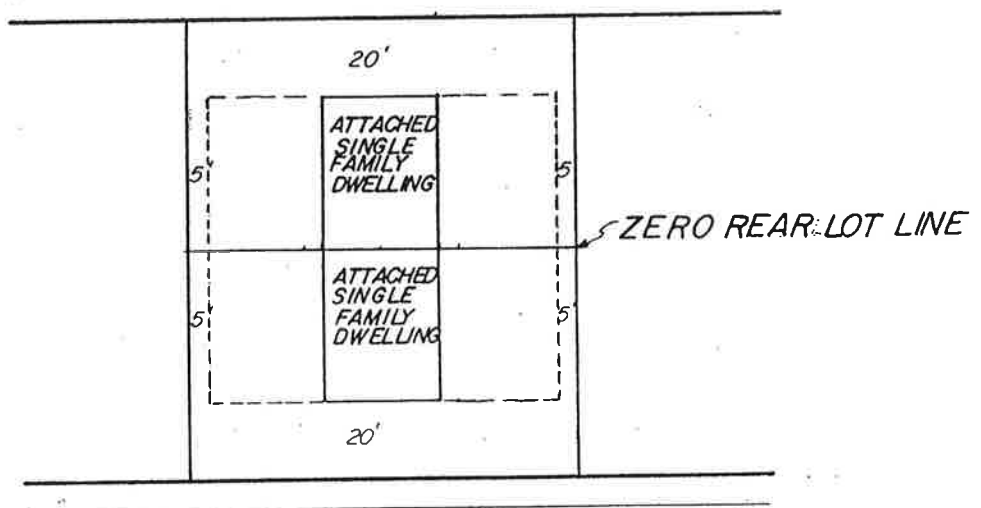 20'
ATTACHED
SINGLE
FAMILY
DWELLING
5'
5'
ZERO REAR LOT LINE
ATTACHED
SINGLE
FAMILY
DWELLING
5'
5'
20'